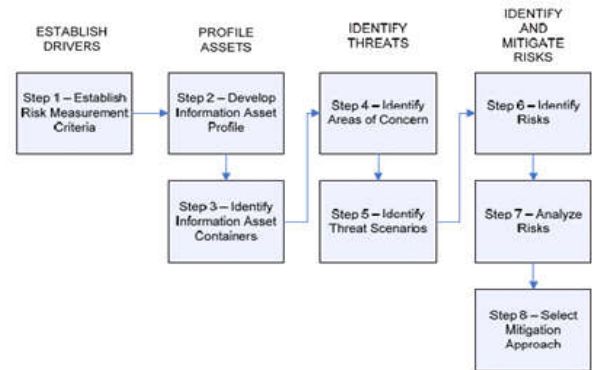 ESTABLISH
DRIVERS
PROFILE
ASSETS
IDENTIFY
THREATS
IDENTIFY
AND
MITIGATE
RISKS
Step 1 – Establish
Risk Measurement
Criteria
Step 2 – Develop
Information Asset
Profile
Step 3 – Identify
Information Asset
Containers
Step 4 – Identify
Areas of Concern
Step 5 – Identify
Threat Scenarios
Step 6 – Identify
Risks
Step 7 – Analyze
Risks
Step 8 – Select
Mitigation
Approach